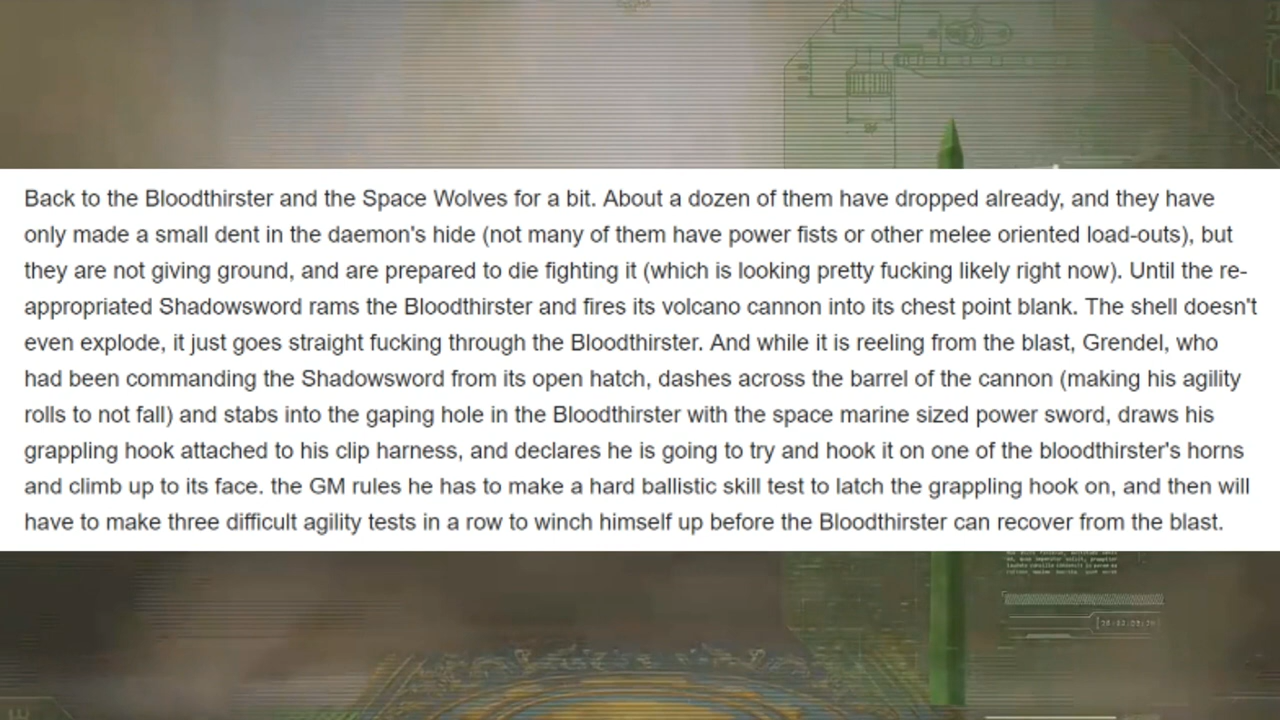 Back to the Bloodthirster and the Space Wolves for a bit. About a dozen of them have dropped already, and they have
only made a small dent in the daemon's hide (not many of them have power fists or other melee oriented load-outs), but
they are not giving ground, and are prepared to die fighting it (which is looking pretty fucking likely right now). Until the re-
appropriated Shadowsword rams the Bloodthirster and fires its volcano cannon into its chest point blank. The shell doesn't
even explode, it just goes straight fucking through the Bloodthirster. And while it is reeling from the blast, Grendel, who
had been commanding the Shadowsword from its open hatch, dashes across the barrel of the cannon (making his agility
rolls to not fall) and stabs into the gaping hole in the Bloodthirster with the space marine sized power sword, draws his
grappling hook attached to his clip harness, and declares he is going to try and hook it on one of the bloodthirster's horns
and climb up to its face. the GM rules he has to make a hard ballistic skill test to latch the grappling hook on, and then will
have to make three difficult agility tests in a row to winch himself up before the Bloodthirster can recover from the blast.